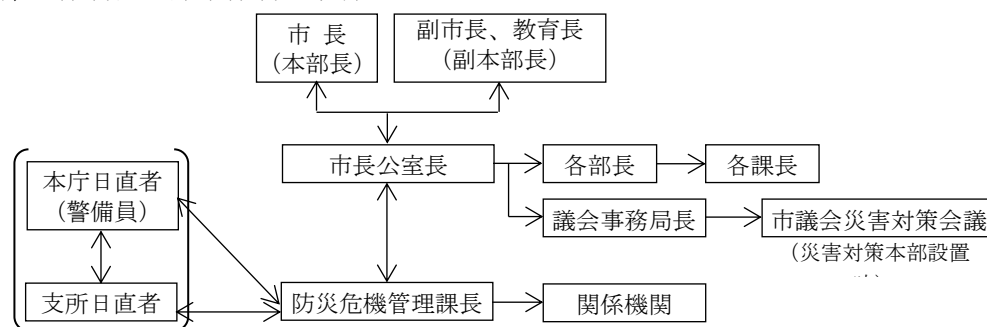 市 長
（本部長）
副市長、教育長
（副本部長）
市長公室長
各部長
各課長
本庁日直者
（警備員）
議会事務局長
市議会災害対策会議
（災害対策本部設置
支所日直者
防災危機管理課長
関係機関